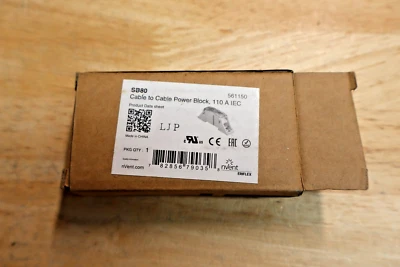 SB80
561150
Cable to Cable Power Block, 110 A IEC
Product Data sheet
LJP
Made in CHINA
PKG QTY : 1
nVent.com
nVent
ERIFLEX